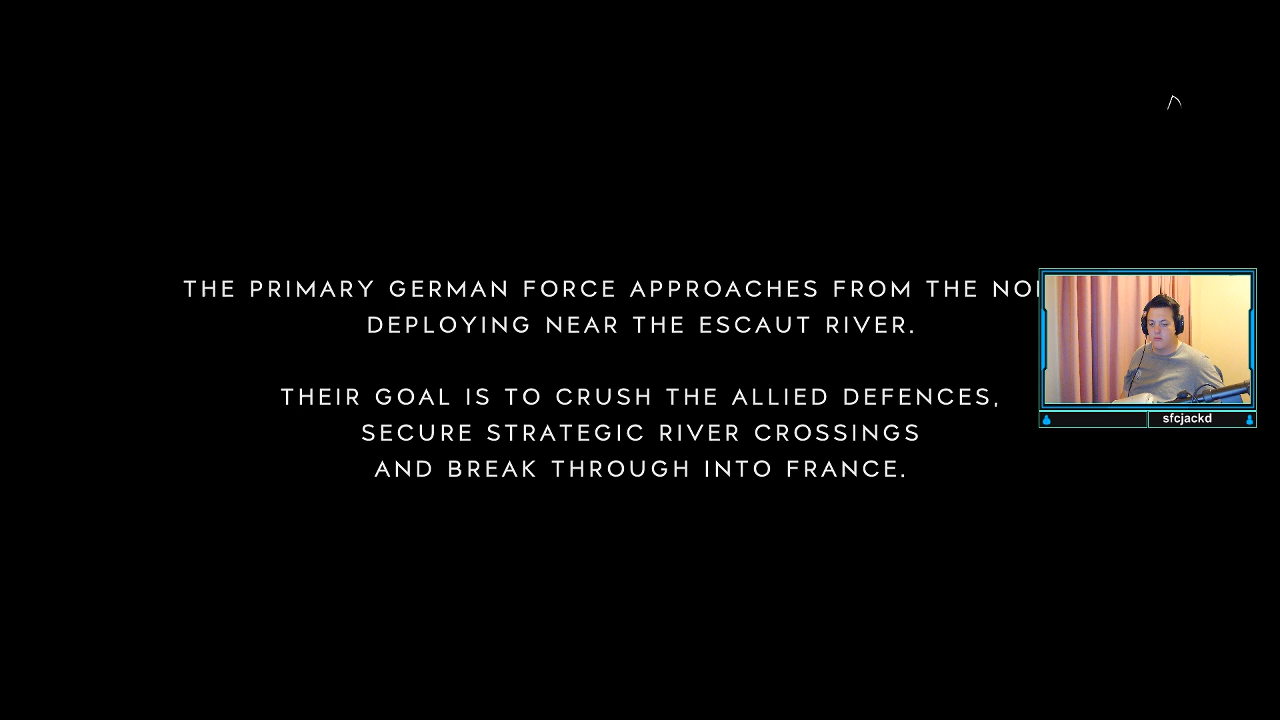 THE PRIMARY GERMAN FORCE APPROACHES FROM THE
DEPLOYING NEAR THE ESCAUT RIVER.
THEIR GOAL IS TO CRUSH THE ALLIED DEFENCES,
SECURE STRATEGIC RIVER CROSSINGS
AND BREAK THROUGH INTO FRANCE.
sfcjackd